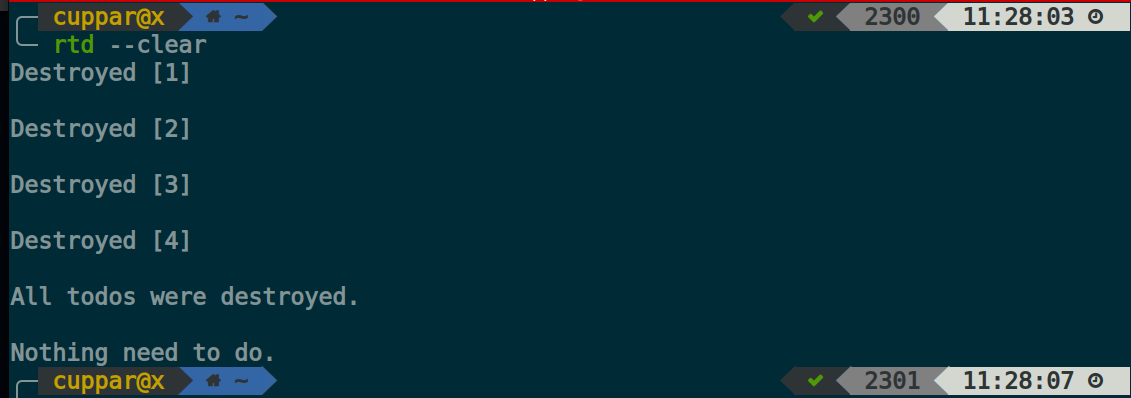 cuppar@x ~ 2300 11:28:03
rtd --clear
Destroyed [1]
Destroyed [2]
Destroyed [3]
Destroyed [4]
All todos were destroyed.
Nothing need to do.
cuppar@x ~ 2301 11:28:07